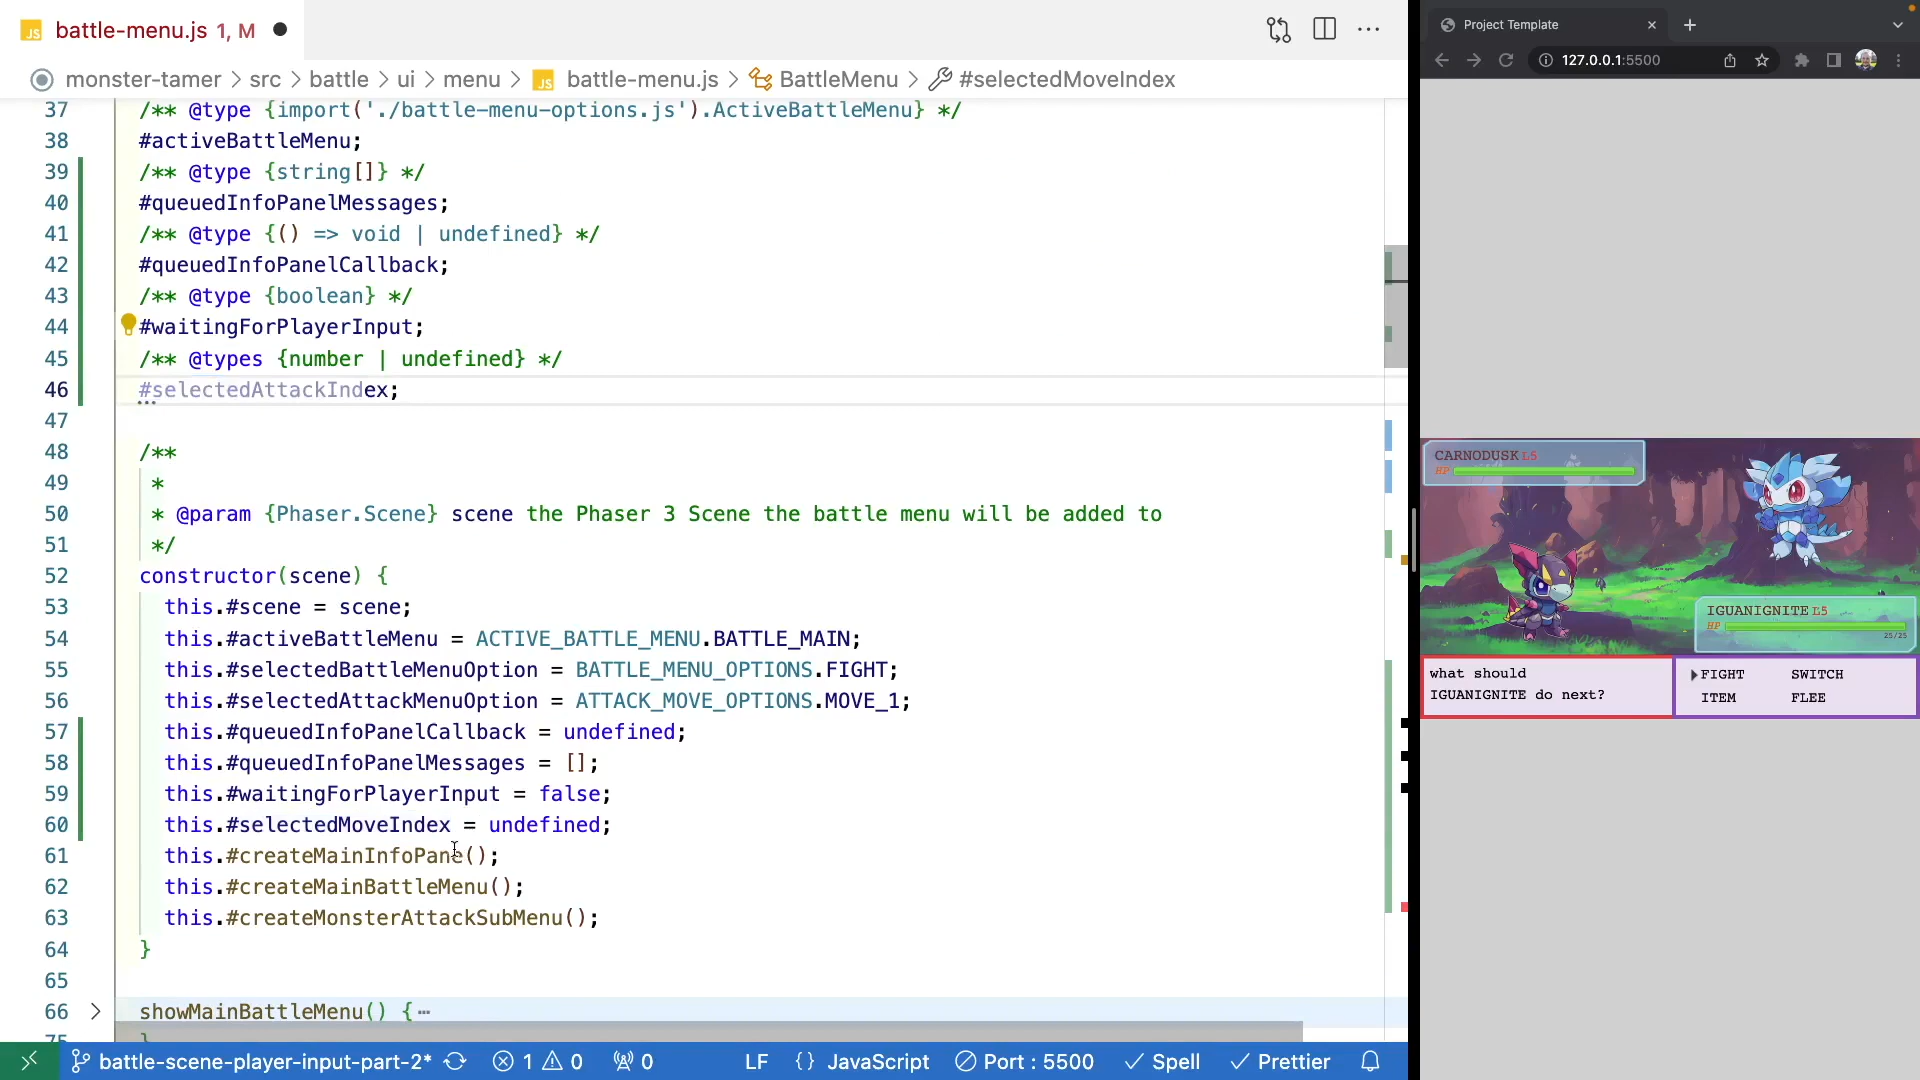 battle-menu.js 1, M
monster-tamer > src > battle > ui > menu > battle-menu.js > BattleMenu > #selectedMoveIndex
37 /** @type {import('./battle-menu-options.js').ActiveBattleMenu} */
38 #activeBattleMenu;
39 /** @type {string[]} */
40 #queuedInfoPanelMessages;
41 /** @type {() => void | undefined} */
42 #queuedInfoPanelCallback;
43 /** @type {boolean} */
44 #waitingForPlayerInput;
45 /** @types {number | undefined} */
46 #selectedAttackIndex;
47
48 /**
49 *
50 * @param {Phaser.Scene} scene the Phaser 3 Scene the battle menu will be added to
51 */
52 constructor(scene) {
53 this.#scene = scene;
54 this.#activeBattleMenu = ACTIVE_BATTLE_MENU.BATTLE_MAIN;
55 this.#selectedBattleMenuOption = BATTLE_MENU_OPTIONS.FIGHT;
56 this.#selectedAttackMenuOption = ATTACK_MOVE_OPTIONS.MOVE_1;
57 this.#queuedInfoPanelCallback = undefined;
58 this.#queuedInfoPanelMessages = [];
59 this.#waitingForPlayerInput = false;
60 this.#selectedMoveIndex = undefined;
61 this.#createMainInfoPane();
62 this.#createMainBattleMenu();
63 this.#createMonsterAttackSubMenu();
64 }
65
66 showMainBattleMenu() {…
75 }
battle-scene-player-input-part-2* 1 0 0 LF {} JavaScript Port : 5500 Spell Prettier
Project Template
127.0.0.1:5500
CARNODUSK L5
HP
IGUANIGNITE L5
HP
25/25
what should
IGUANIGNITE do next?
FIGHT SWITCH
ITEM FLEE